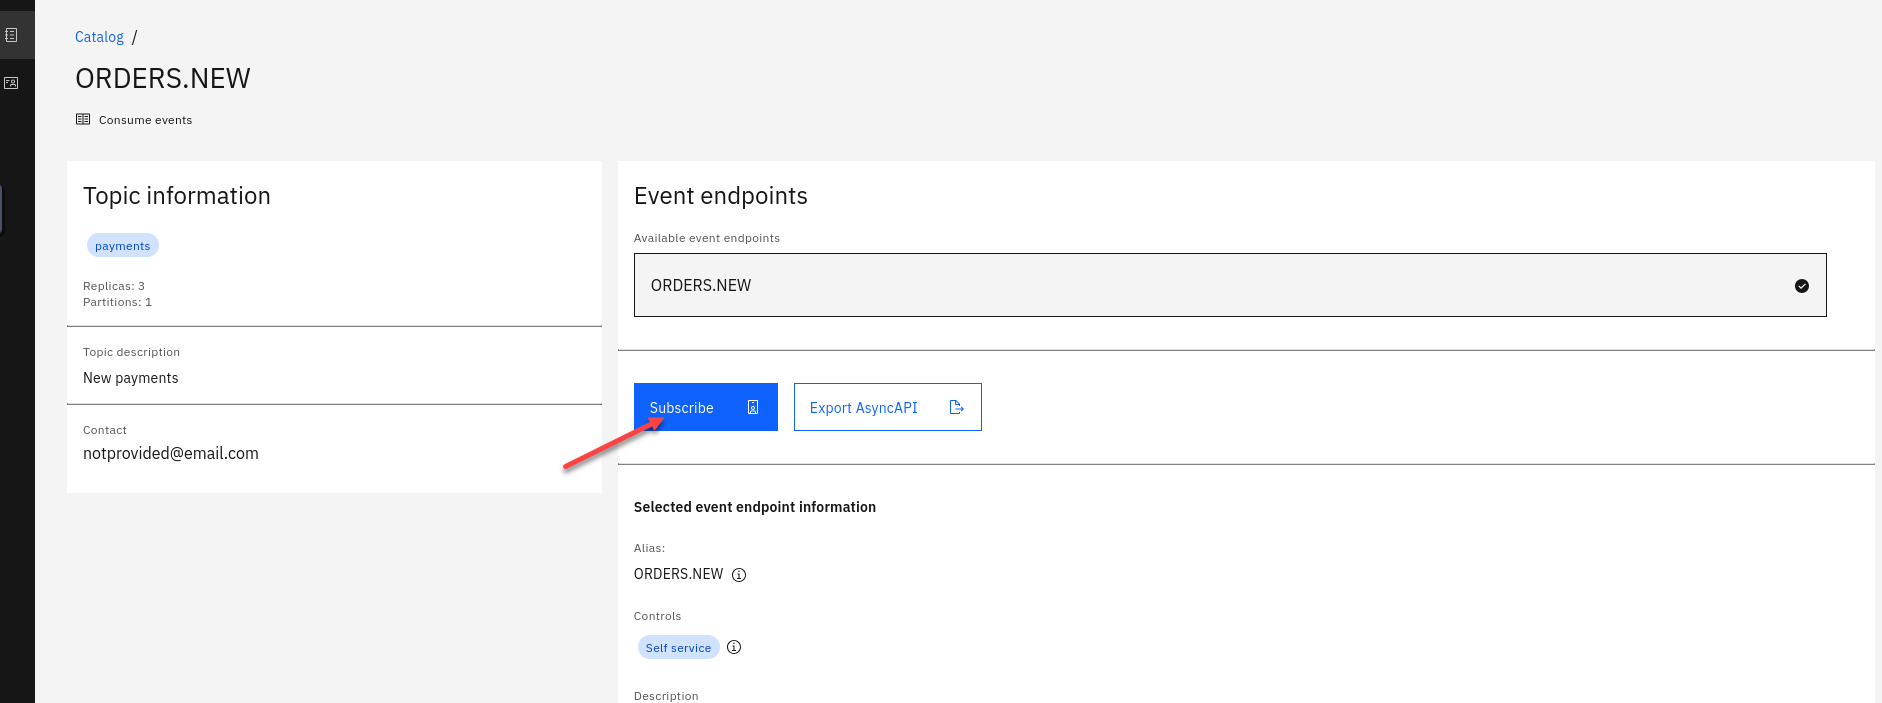 Catalog /
ORDERS.NEW
Consume events
Topic information
payments
Replicas: 3
Partitions: 1
Topic description
New payments
Contact
notprovided@email.com
Event endpoints
Available event endpoints
ORDERS.NEW
Subscribe
Export AsyncAPI
Selected event endpoint information
Alias:
ORDERS.NEW
Controls
Self service
Description